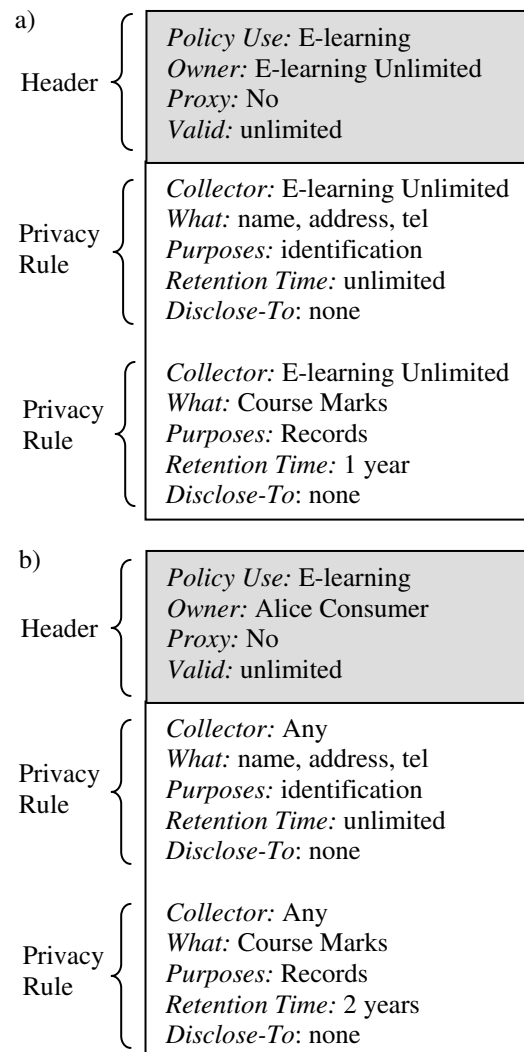 a)
Header
Policy Use: E-learning
Owner: E-learning Unlimited
Proxy: No
Valid: unlimited
Privacy
Rule
Collector: E-learning Unlimited
What: name, address, tel
Purposes: identification
Retention Time: unlimited
Disclose-To: none
Privacy
Rule
Collector: E-learning Unlimited
What: Course Marks
Purposes: Records
Retention Time: 1 year
Disclose-To: none
b)
Header
Policy Use: E-learning
Owner: Alice Consumer
Proxy: No
Valid: unlimited
Privacy
Rule
Collector: Any
What: name, address, tel
Purposes: identification
Retention Time: unlimited
Disclose-To: none
Privacy
Rule
Collector: Any
What: Course Marks
Purposes: Records
Retention Time: 2 years
Disclose-To: none